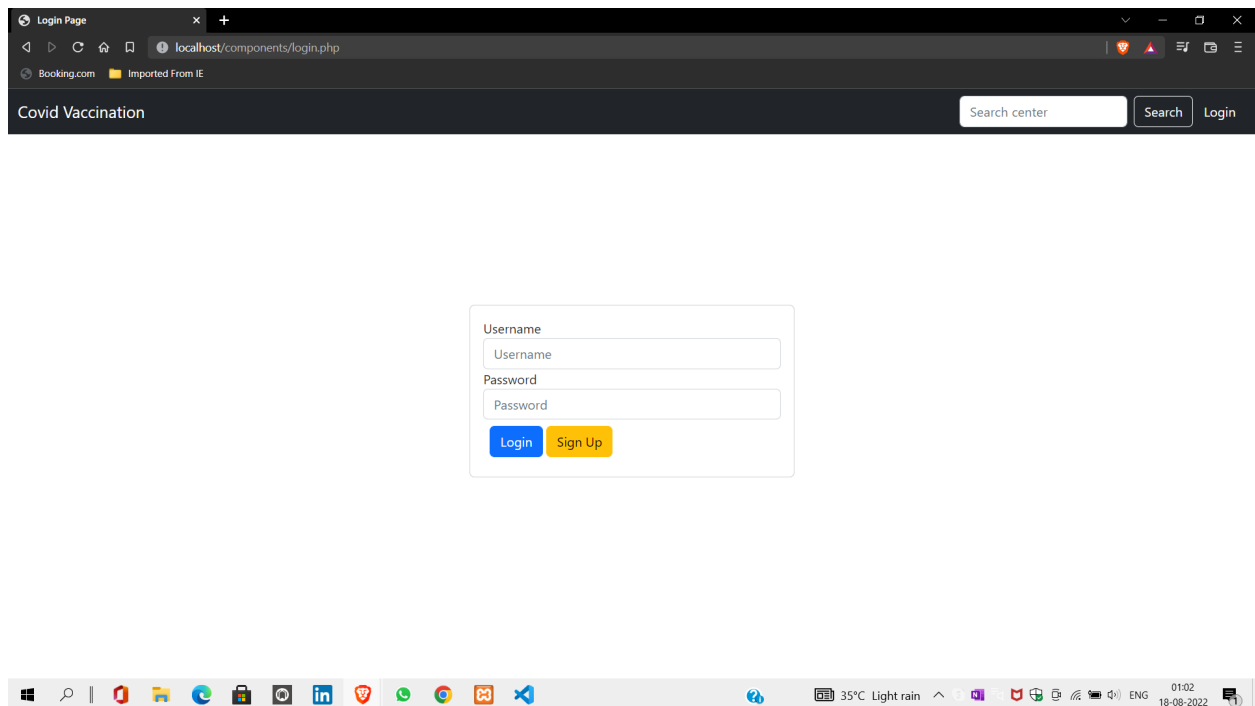 Login Page
localhost/components/login.php
Booking.com Imported From IE
Covid Vaccination Search center Search Login
Username
Username
Password
Password
Login Sign Up
35°C Light rain ENG 01:02
18-08-2022